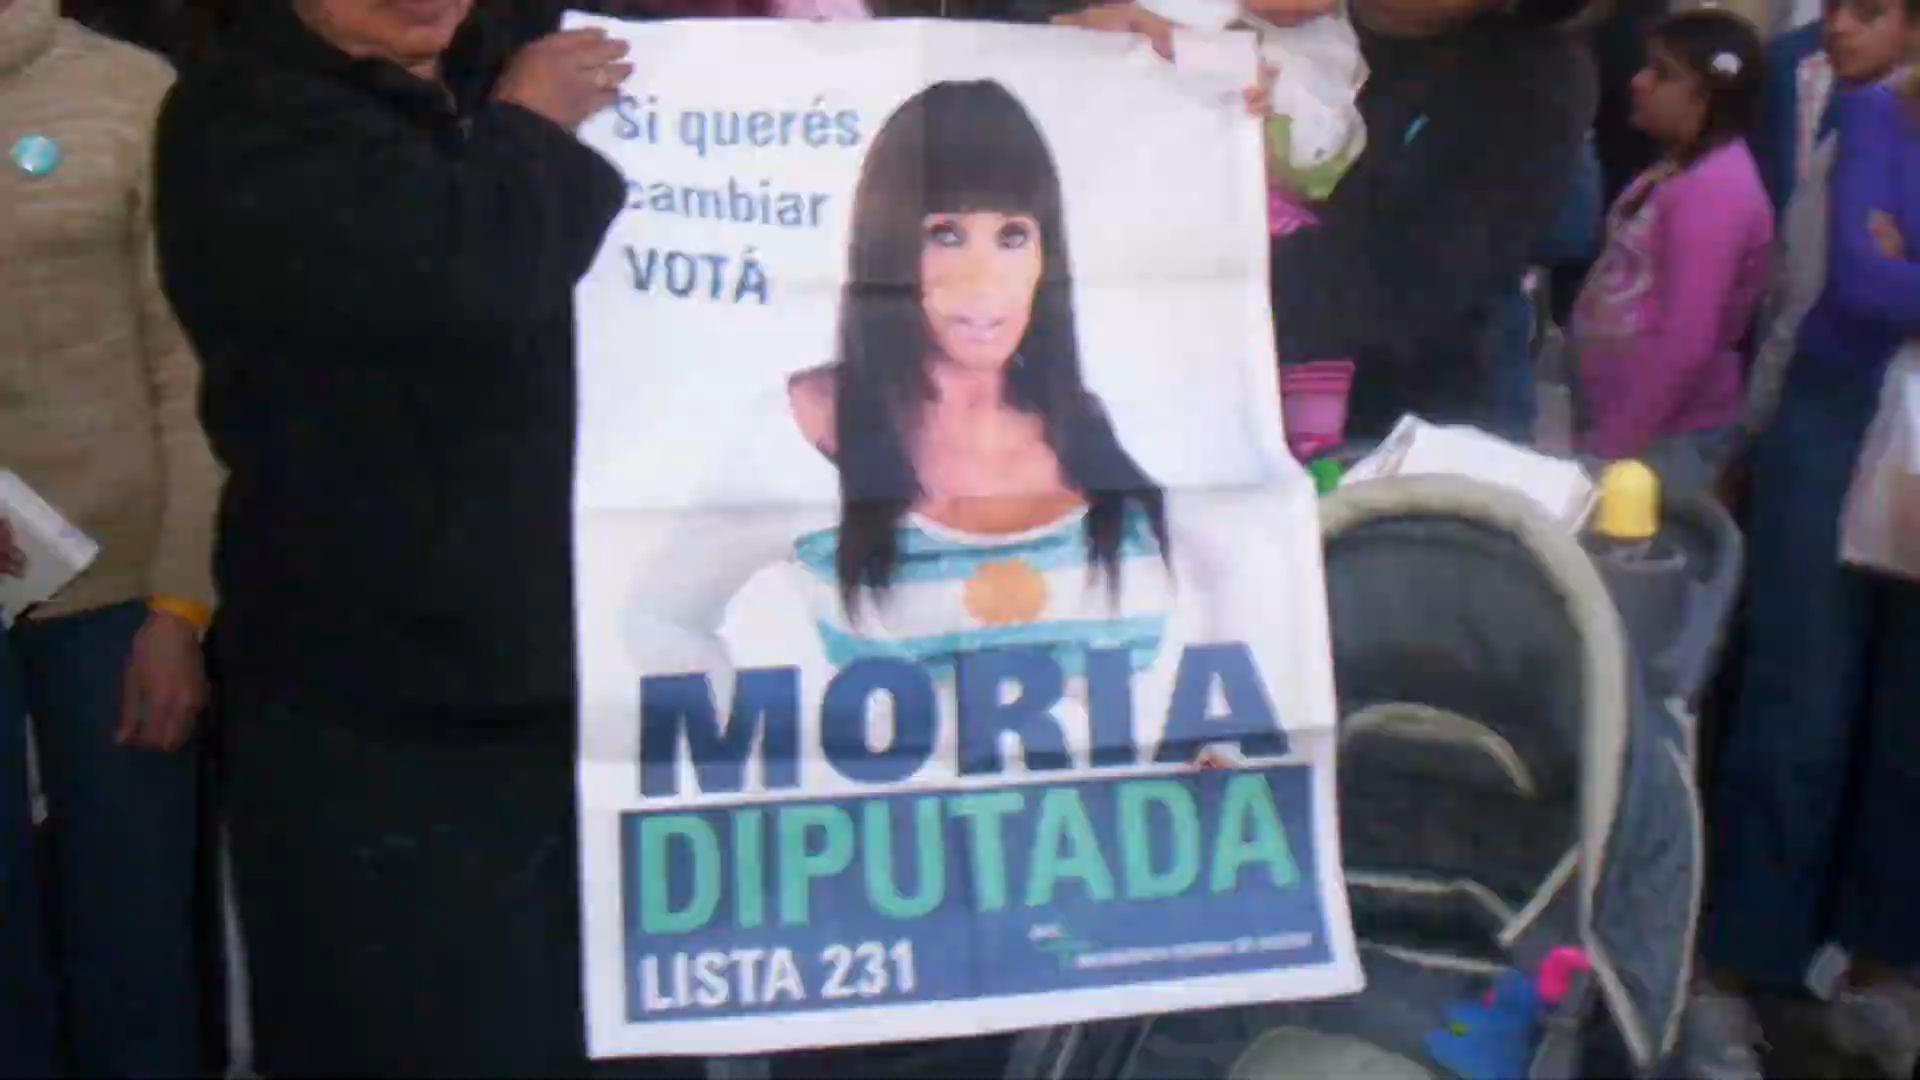 Si querés
cambiar
VOTÁ
MORIA
DIPUTADA
LISTA 231